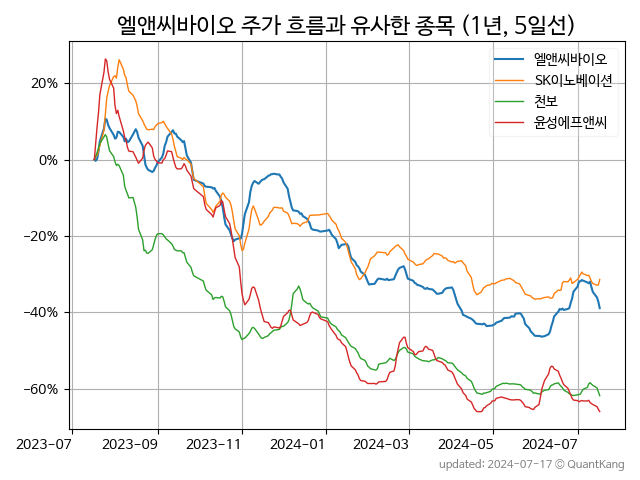 엘앤씨바이오 주가 흐름과 유사한 종목 (1년, 5일선)
엘앤씨바이오
SK이노베이션
천보
윤성에프앤씨
20%
0%
−20%
−40%
−60%
2023-07 2023-09 2023-11 2024-01 2024-03 2024-05 2024-07
updated: 2024-07-17 © QuantKang